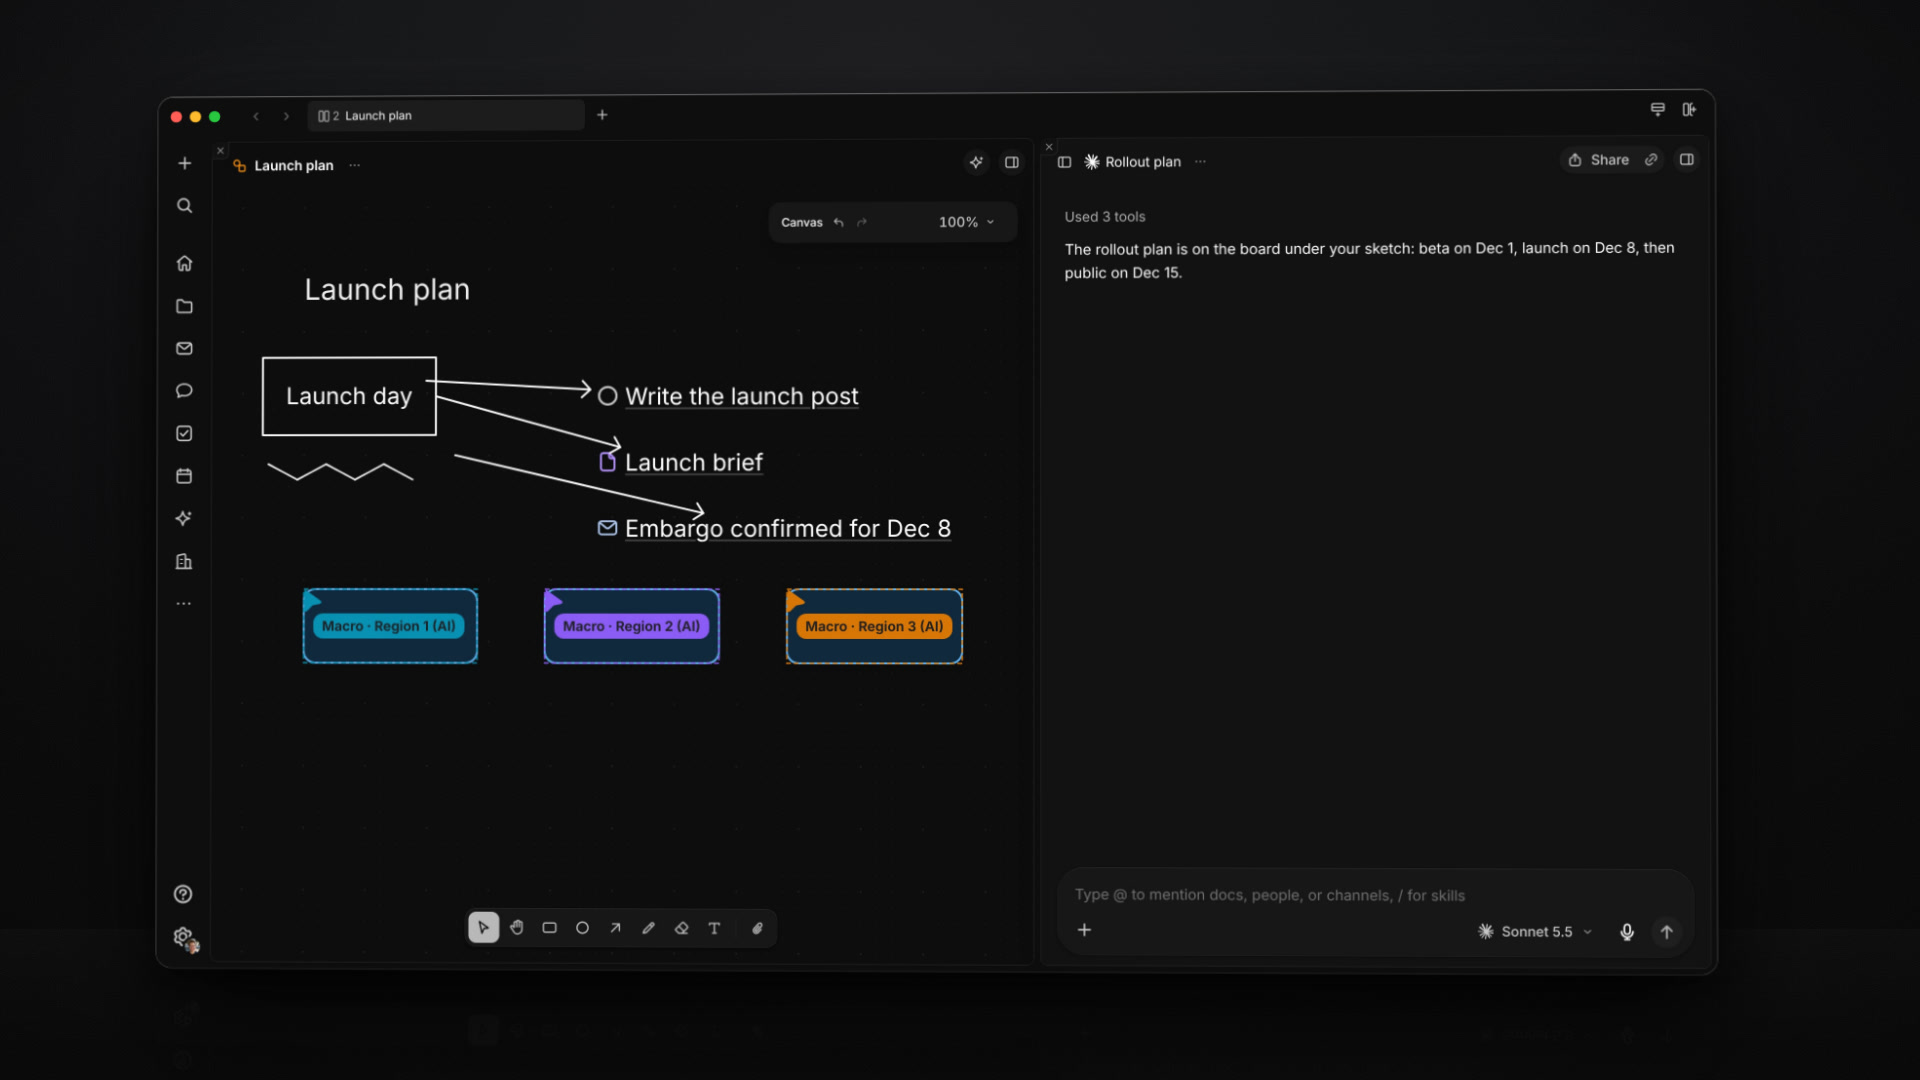 2 Launch plan
Launch plan
Canvas
100%
Launch plan
Launch day
Write the launch post
Launch brief
Embargo confirmed for Dec 8
Macro · Region 1 (AI)
Macro · Region 2 (AI)
Macro · Region 3 (AI)
Rollout plan
Share
Used 3 tools
The rollout plan is on the board under your sketch: beta on Dec 1, launch on Dec 8, then
public on Dec 15.
Type @ to mention docs, people, or channels, / for skills
Sonnet 5.5